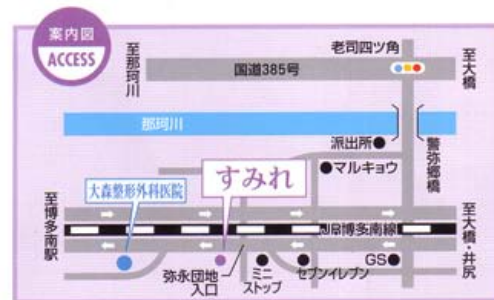 案内図
ACCESS
至那珂川
老司四ツ角
至大橋
国道385号
那珂川
派出所
警弥郷橋
マルキョウ
すみれ
大森整形外科医院
至博多南駅
JR博多南線
至大橋・井尻
弥永団地
入口
ミニ
ストップ
セブンイレブン
GS